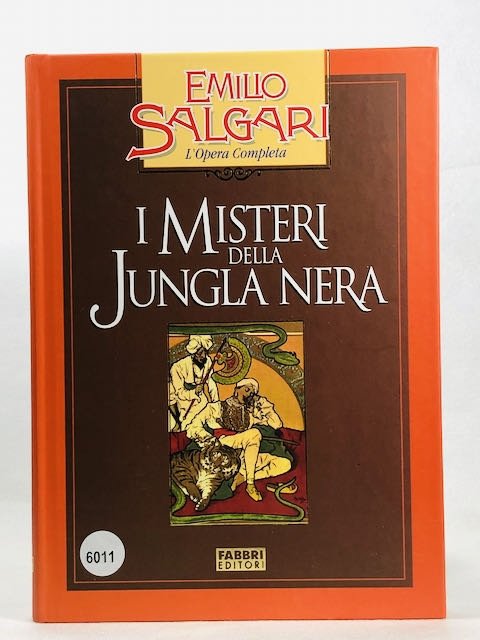 EMILIO
SALGARI
L'Opera Completa
I MISTERI
DELLA
JUNGLA NERA
6011
FABBRI
EDITORI